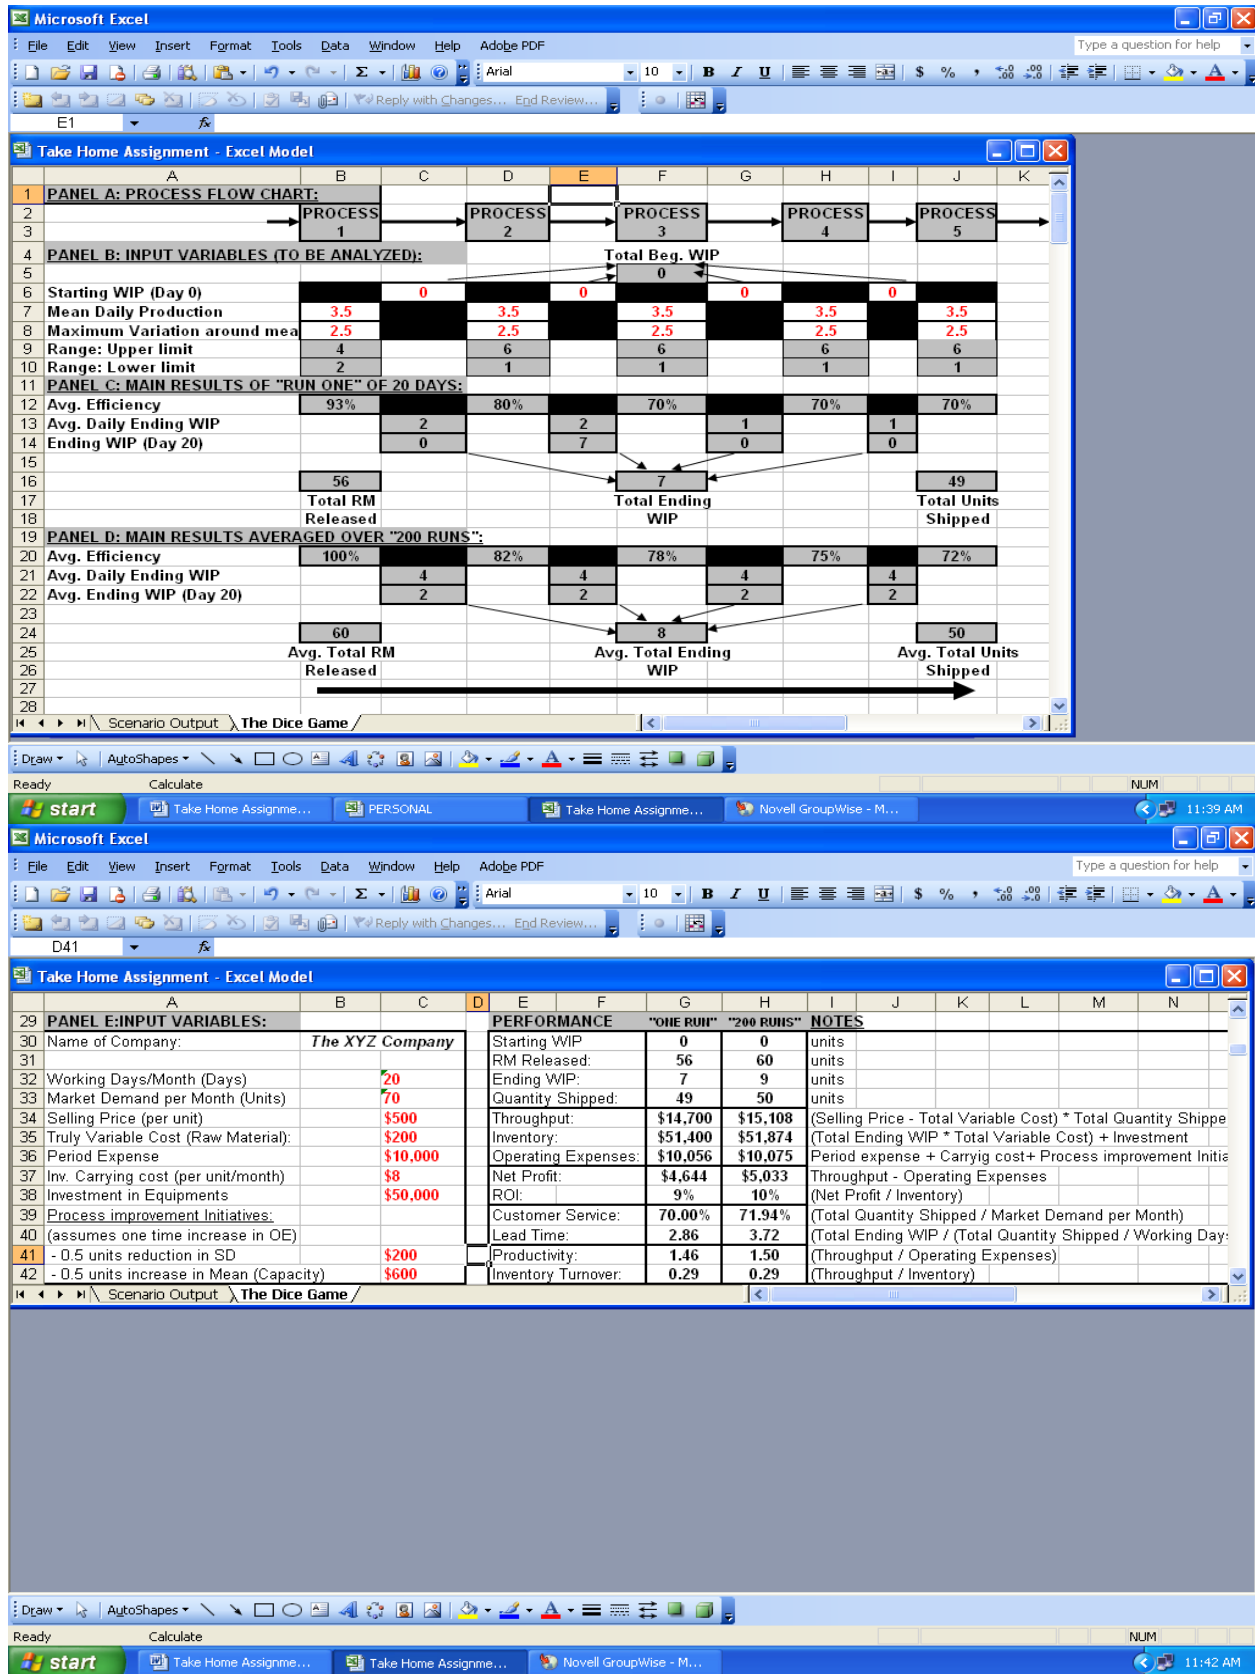 Microsoft Excel
File Edit View Insert Format Tools Data Window Help Adobe PDF Type a question for help
Arial 10 B I U $ % ,
Reply with Changes... End Review...
E1 fx
Take Home Assignment - Excel Model
A B C D E F G H I J K
1 PANEL A: PROCESS FLOW CHART:
2 PROCESS PROCESS PROCESS PROCESS PROCESS
3 1 2 3 4 5
4 PANEL B: INPUT VARIABLES (TO BE ANALYZED): Total Beg. WIP
5 0
6 Starting WIP (Day 0) 0 0 0 0
7 Mean Daily Production 3.5 3.5 3.5 3.5 3.5
8 Maximum Variation around mea 2.5 2.5 2.5 2.5 2.5
9 Range: Upper limit 4 6 6 6 6
10 Range: Lower limit 2 1 1 1 1
11 PANEL C: MAIN RESULTS OF "RUN ONE" OF 20 DAYS:
12 Avg. Efficiency 93% 80% 70% 70% 70%
13 Avg. Daily Ending WIP 2 2 1 1
14 Ending WIP (Day 20) 0 7 0 0
15
16 56 7 49
17 Total RM Total Ending Total Units
18 Released WIP Shipped
19 PANEL D: MAIN RESULTS AVERAGED OVER "200 RUNS":
20 Avg. Efficiency 100% 82% 78% 75% 72%
21 Avg. Daily Ending WIP 4 4 4 4
22 Avg. Ending WIP (Day 20) 2 2 2 2
23
24 60 8 50
25 Avg. Total RM Avg. Total Ending Avg. Total Units
26 Released WIP Shipped
27
28
Scenario Output The Dice Game
Draw AutoShapes
Ready Calculate NUM
start Take Home Assignme... PERSONAL Take Home Assignme... Novell GroupWise - M... 11:39 AM
Microsoft Excel
File Edit View Insert Format Tools Data Window Help Adobe PDF Type a question for help
Arial 10 B I U $ % ,
Reply with Changes... End Review...
D41 fx
Take Home Assignment - Excel Model
A B C D E F G H I J K L M N
29 PANEL E:INPUT VARIABLES: PERFORMANCE "ONE RUN" "200 RUNS" NOTES
30 Name of Company: The XYZ Company Starting WIP 0 0 units
31 RM Released: 56 60 units
32 Working Days/Month (Days) 20 Ending WIP: 7 9 units
33 Market Demand per Month (Units) 70 Quantity Shipped: 49 50 units
34 Selling Price (per unit) $500 Throughput: $14,700 $15,108 (Selling Price - Total Variable Cost) * Total Quantity Shippe
35 Truly Variable Cost (Raw Material): $200 Inventory: $51,400 $51,874 (Total Ending WIP * Total Variable Cost) + Investment
36 Period Expense $10,000 Operating Expenses: $10,056 $10,075 Period expense + Carryig cost+ Process improvement Initia
37 Inv. Carrying cost (per unit/month) $8 Net Profit: $4,644 $5,033 Throughput - Operating Expenses
38 Investment in Equipments $50,000 ROI: 9% 10% (Net Profit / Inventory)
39 Process improvement Initiatives: Customer Service: 70.00% 71.94% (Total Quantity Shipped / Market Demand per Month)
40 (assumes one time increase in OE) Lead Time: 2.86 3.72 (Total Ending WIP / (Total Quantity Shipped / Working Day
41 - 0.5 units reduction in SD $200 Productivity: 1.46 1.50 (Throughput / Operating Expenses)
42 - 0.5 units increase in Mean (Capacity) $600 Inventory Turnover: 0.29 0.29 (Throughput / Inventory)
Scenario Output The Dice Game
Draw AutoShapes
Ready Calculate NUM
start Take Home Assignme... Take Home Assignme... Novell GroupWise - M... 11:42 AM